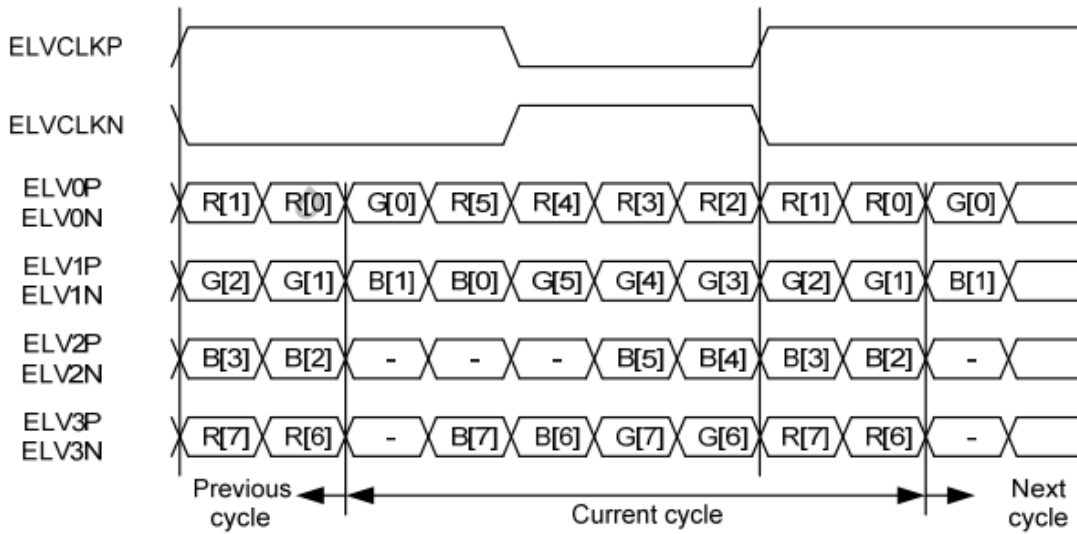 ELVCLKP
ELVCLKN
ELV0P
ELV0N
R[1] R[0] G[0] R[5] R[4] R[3] R[2] R[1] R[0] G[0]
ELV1P
ELV1N
G[2] G[1] B[1] B[0] G[5] G[4] G[3] G[2] G[1] B[1]
ELV2P
ELV2N
B[3] B[2] - - - B[5] B[4] B[3] B[2] -
ELV3P
ELV3N
R[7] R[6] - B[7] B[6] G[7] G[6] R[7] R[6] -
Previous
cycle
Current cycle
Next
cycle